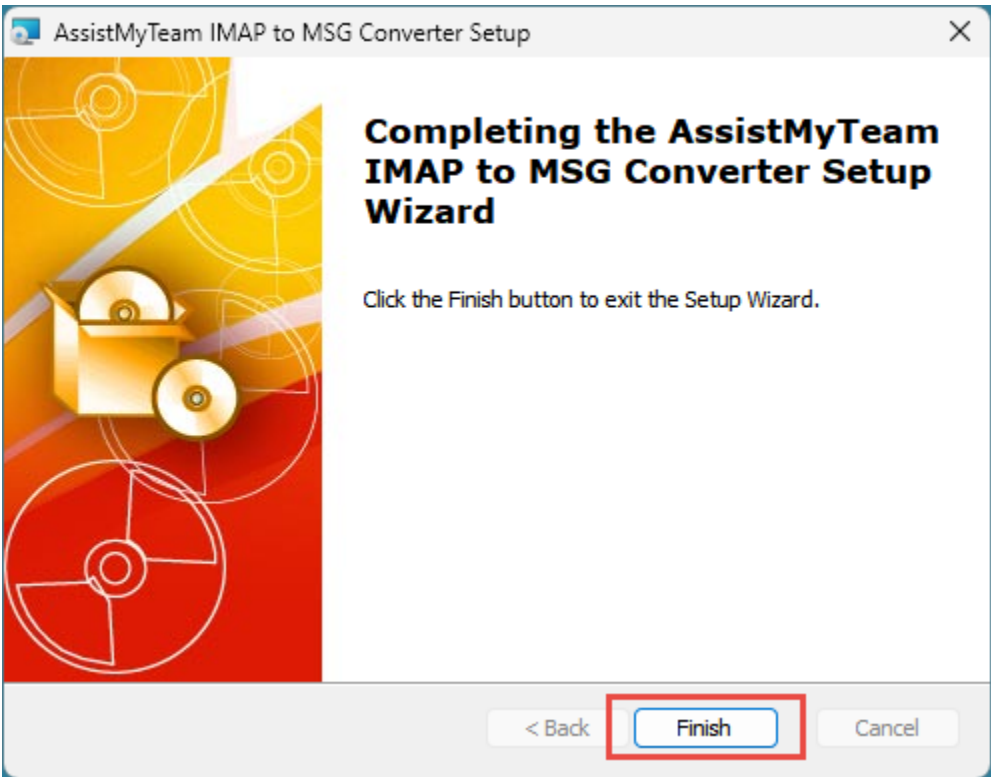 AssistMyTeam IMAP to MSG Converter Setup
Completing the AssistMyTeam
IMAP to MSG Converter Setup
Wizard
Click the Finish button to exit the Setup Wizard.
< Back Finish Cancel